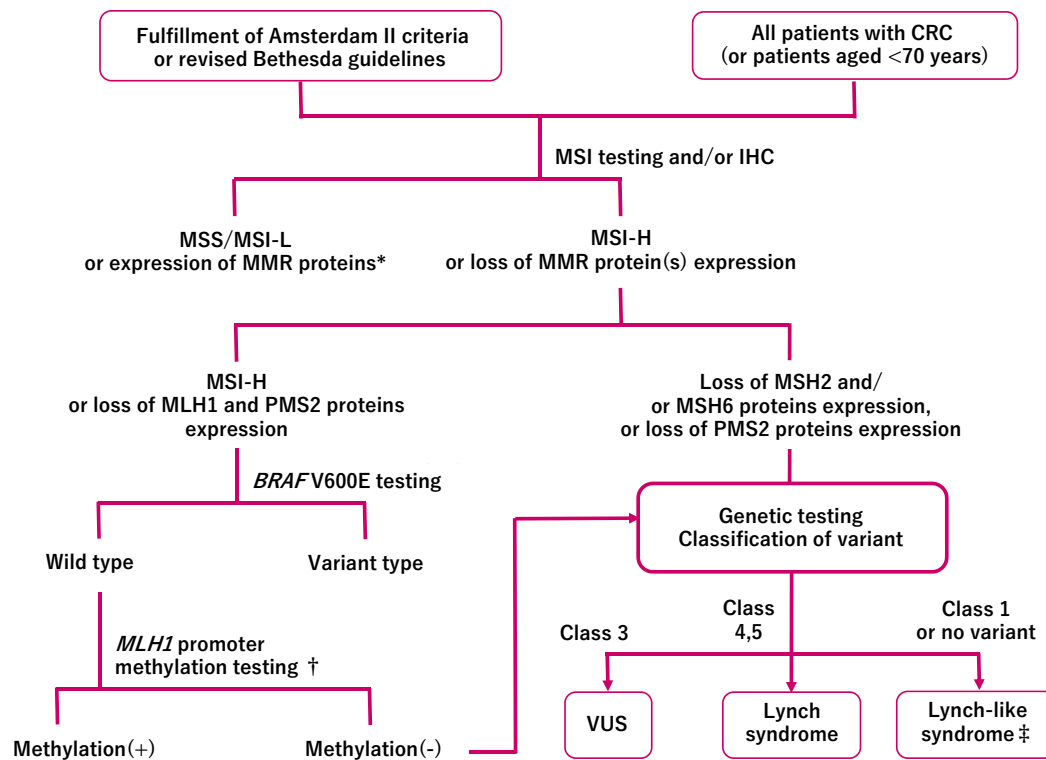 Fulfillment of Amsterdam II criteria
or revised Bethesda guidelines
All patients with CRC
(or patients aged <70 years)
MSI testing and/or IHC
MSS/MSI-L
or expression of MMR proteins*
MSI-H
or loss of MMR protein(s) expression
MSI-H
or loss of MLH1 and PMS2 proteins
expression
Loss of MSH2 and/
or MSH6 proteins expression,
or loss of PMS2 proteins expression
BRAF V600E testing
Wild type
Variant type
Genetic testing
Classification of variant
MLH1 promoter
methylation testing †
Methylation(+)
Methylation(-)
Class 3
Class
4,5
Class 1
or no variant
VUS
Lynch
syndrome
Lynch-like
syndrome ‡